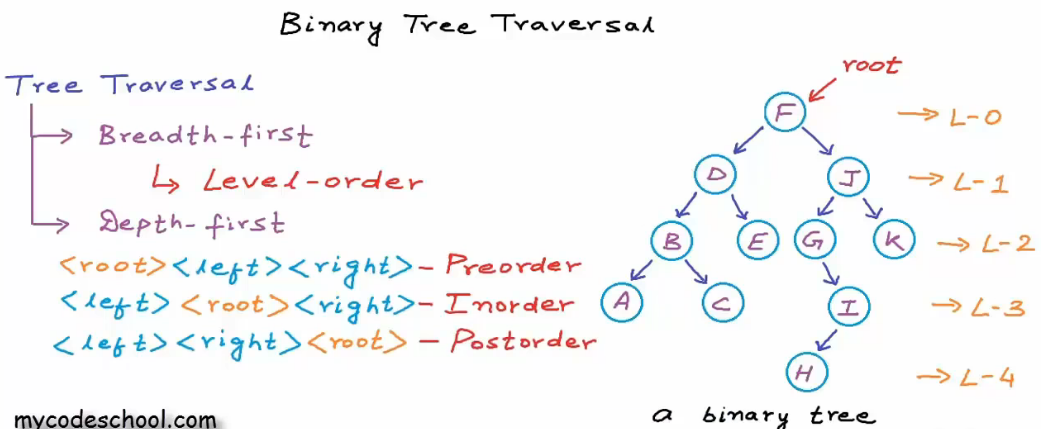 Binary Tree Traversal
Tree Traversal
Breadth-first
Level-order
Depth-first
<root><left><right> - Preorder
<left><root><right> - Inorder
<left><right><root> - Postorder
mycodeschool.com
root
F → L-0
D J → L-1
B E G K → L-2
A C I → L-3
H → L-4
a binary tree